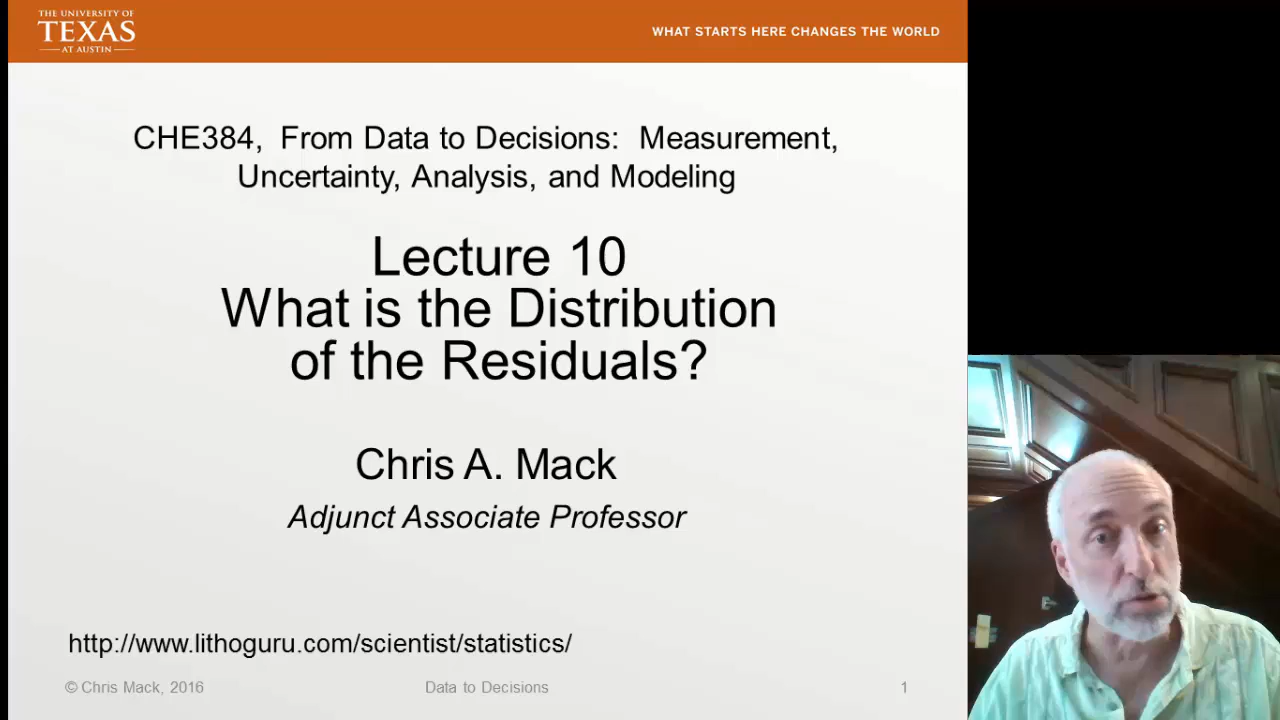 THE UNIVERSITY OF
TEXAS
AT AUSTIN
WHAT STARTS HERE CHANGES THE WORLD
CHE384, From Data to Decisions: Measurement,
Uncertainty, Analysis, and Modeling
Lecture 10
What is the Distribution
of the Residuals?
Chris A. Mack
Adjunct Associate Professor
http://www.lithoguru.com/scientist/statistics/
© Chris Mack, 2016
Data to Decisions
1